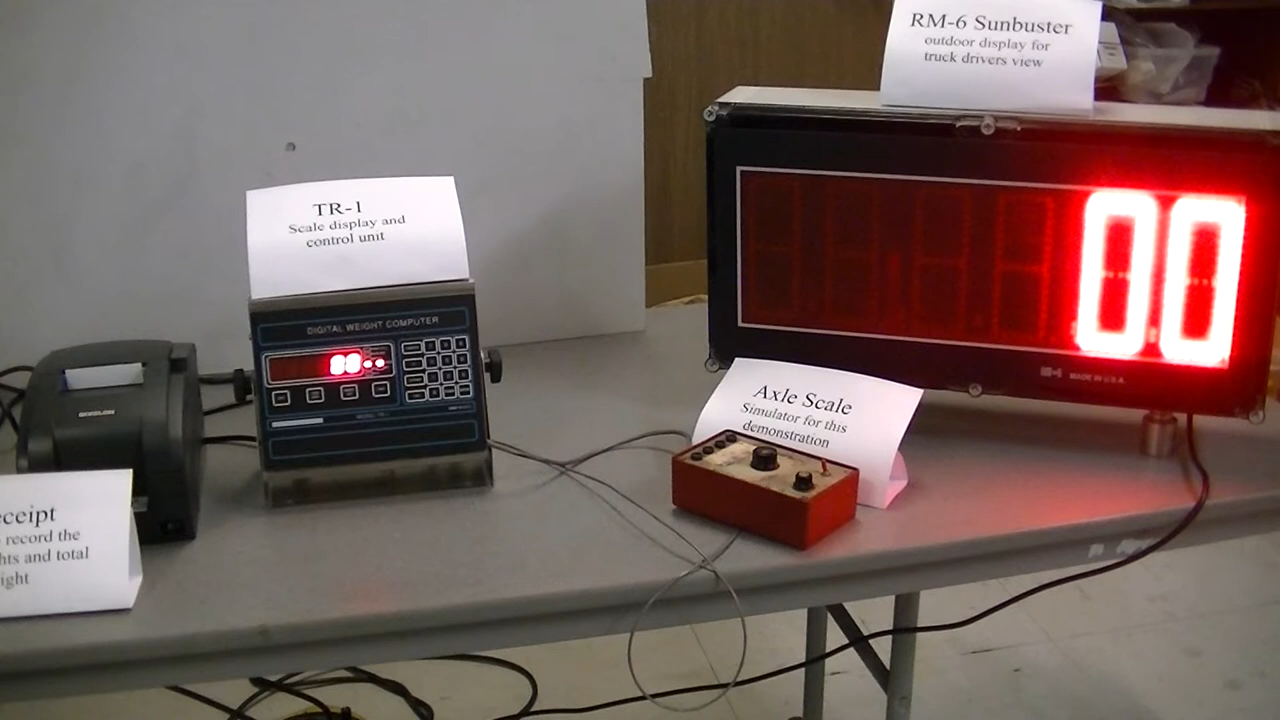 RM-6 Sunbuster
outdoor display for
truck drivers view
TR-1
Scale display and
control unit
DIGITAL WEIGHT COMPUTER
00
00
MADE IN U.S.A.
Axle Scale
Simulator for this
demonstration
eceipt
record the
hts and total
ight